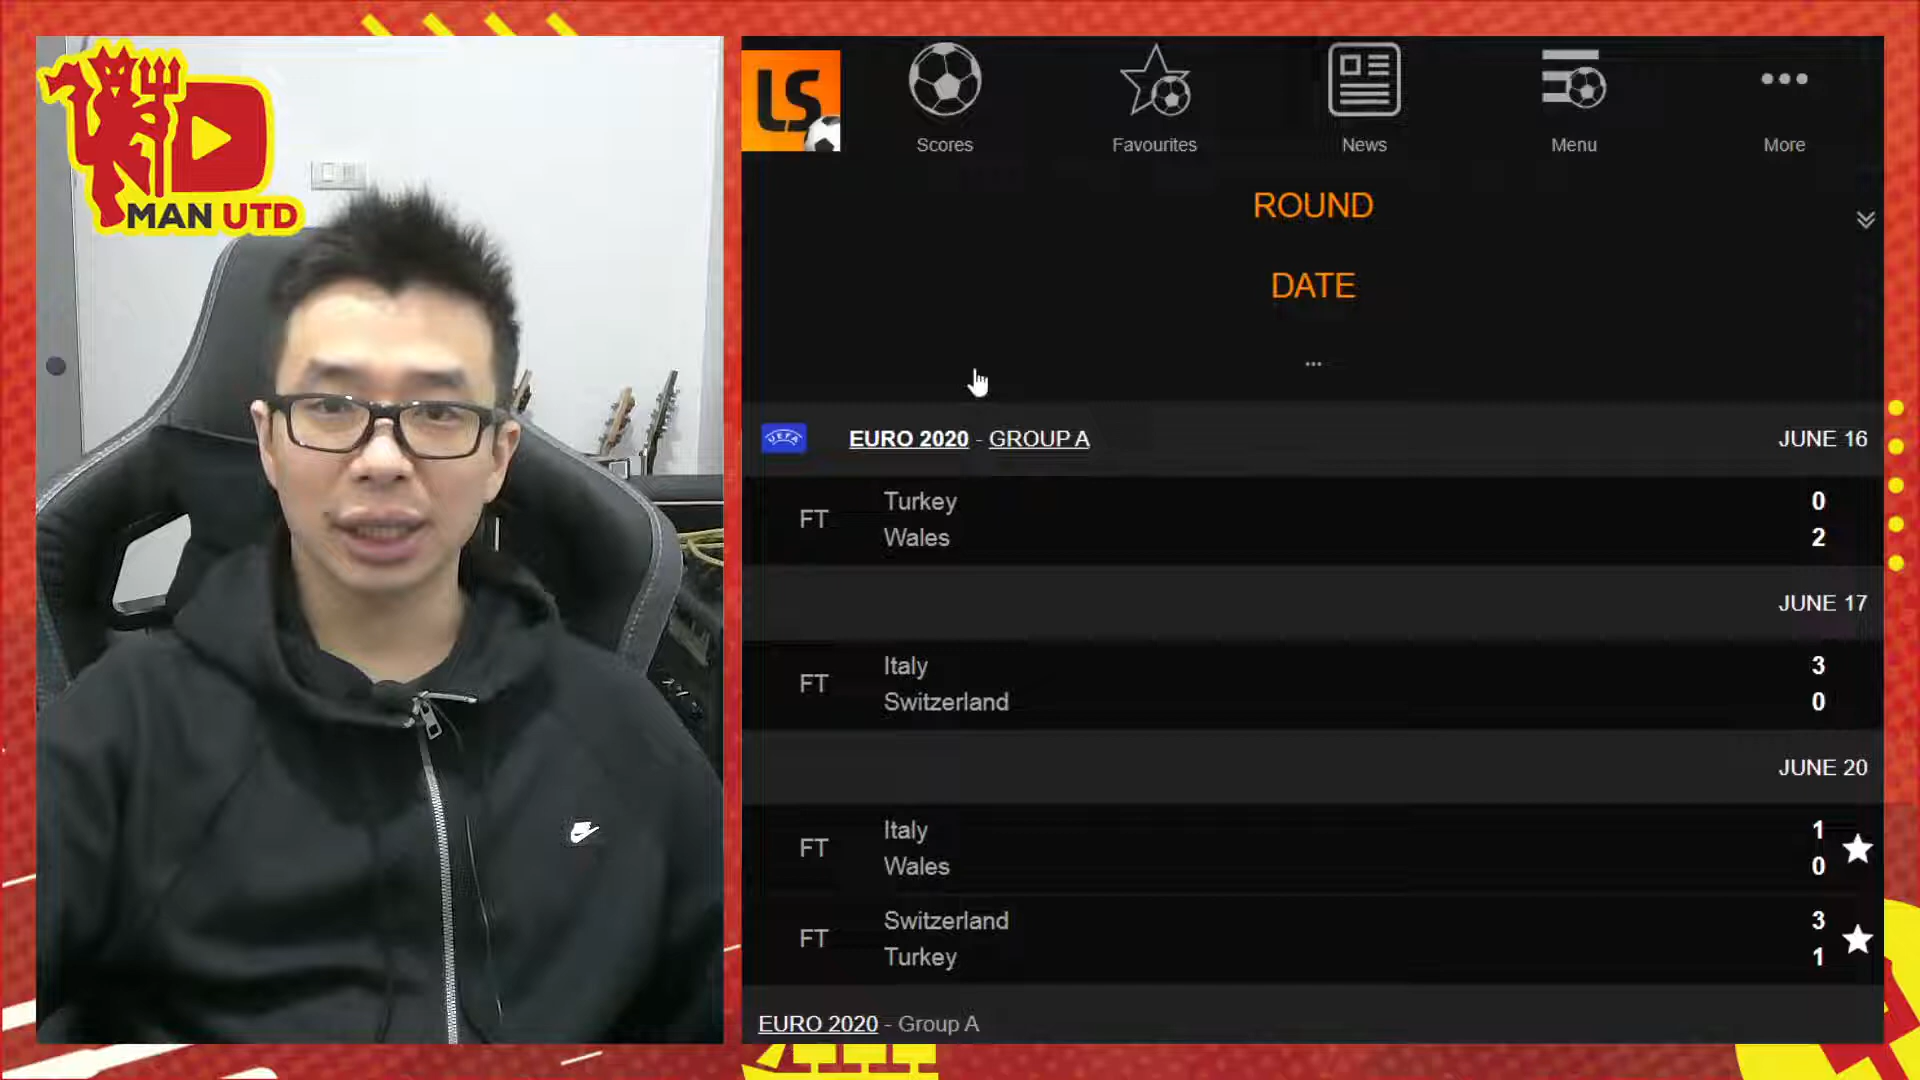 MAN UTD
LS
Scores
Favourites
News
Menu
More
ROUND
DATE
...
UEFA
EURO 2020 - GROUP A
JUNE 16
FT
Turkey
0
Wales
2
JUNE 17
FT
Italy
3
Switzerland
0
JUNE 20
FT
Italy
1
Wales
0
FT
Switzerland
3
Turkey
1
EURO 2020 - Group A